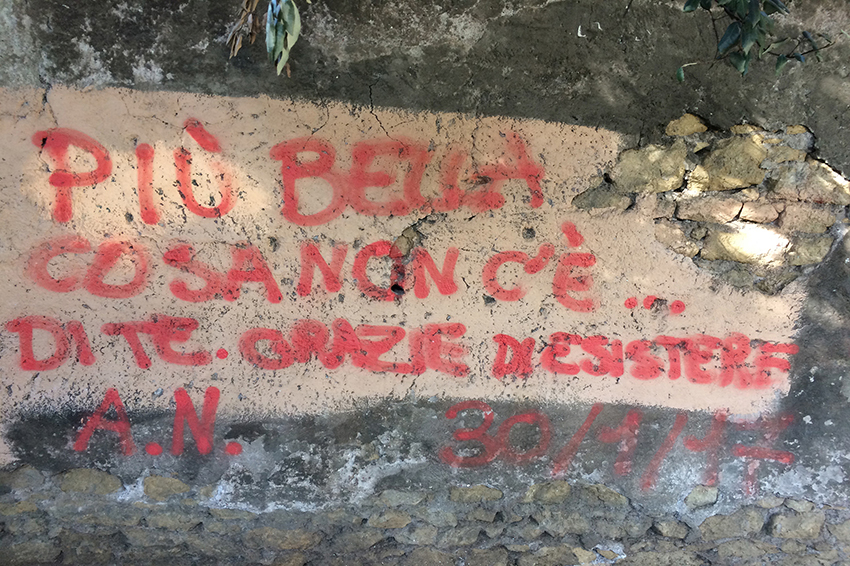 PIÙ BELLA
COSA NON C'È...
DI TE. GRAZIE DI ESISTERE
A.N. 30/1/17